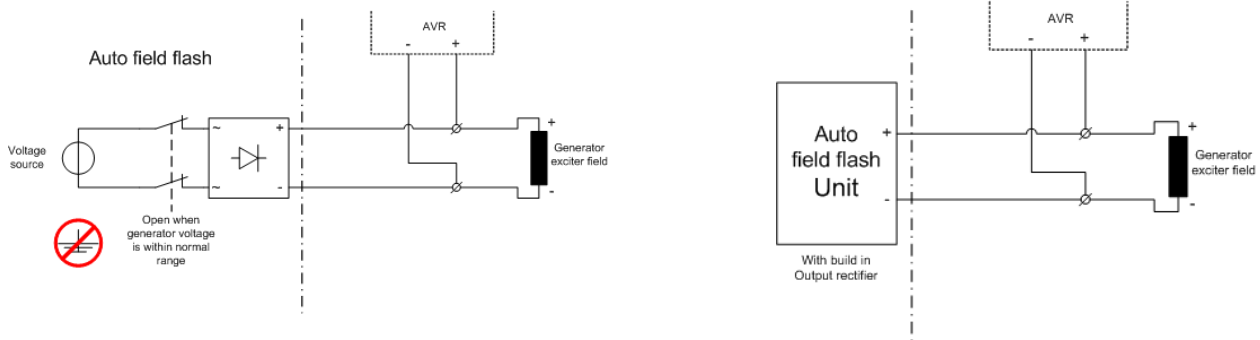 AVR
- +
Auto field flash
Voltage
source
~ +
~ -
+
Generator
exciter field
-
Open when
generator voltage
is within normal
range
AVR
- +
Auto
field flash
Unit
+
-
+
Generator
exciter field
-
With build in
Output rectifier